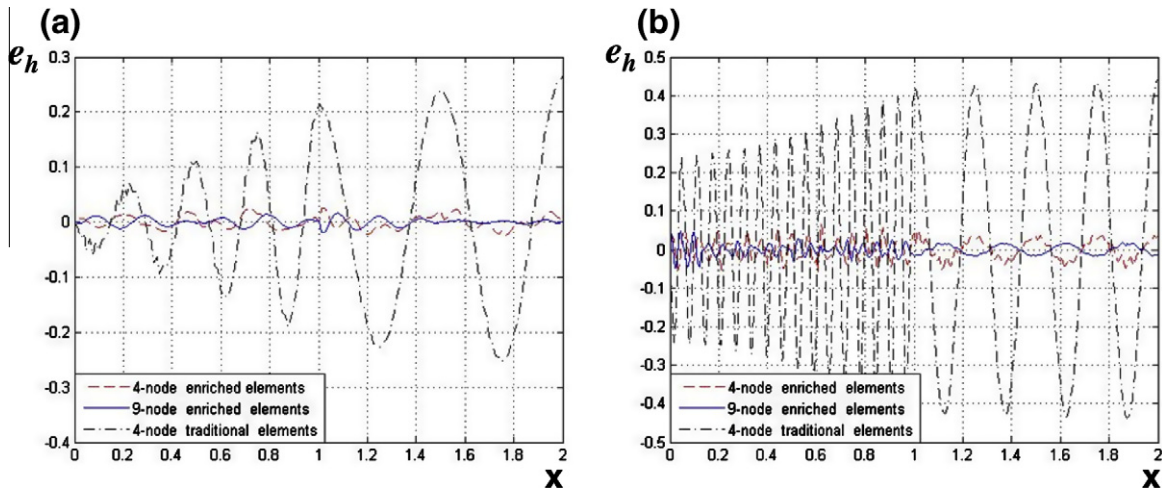 (a)
e_h
0.3
0.2
0.1
0
-0.1
-0.2
-0.3
-0.4
4-node enriched elements
9-node enriched elements
4-node traditional elements
0 0.2 0.4 0.6 0.8 1 1.2 1.4 1.6 1.8 2
x
(b)
e_h
0.5
0.4
0.3
0.2
0.1
0
-0.1
-0.2
-0.3
-0.4
-0.5
4-node enriched elements
9-node enriched elements
4-node traditional elements
0 0.2 0.4 0.6 0.8 1 1.2 1.4 1.6 1.8 2
x